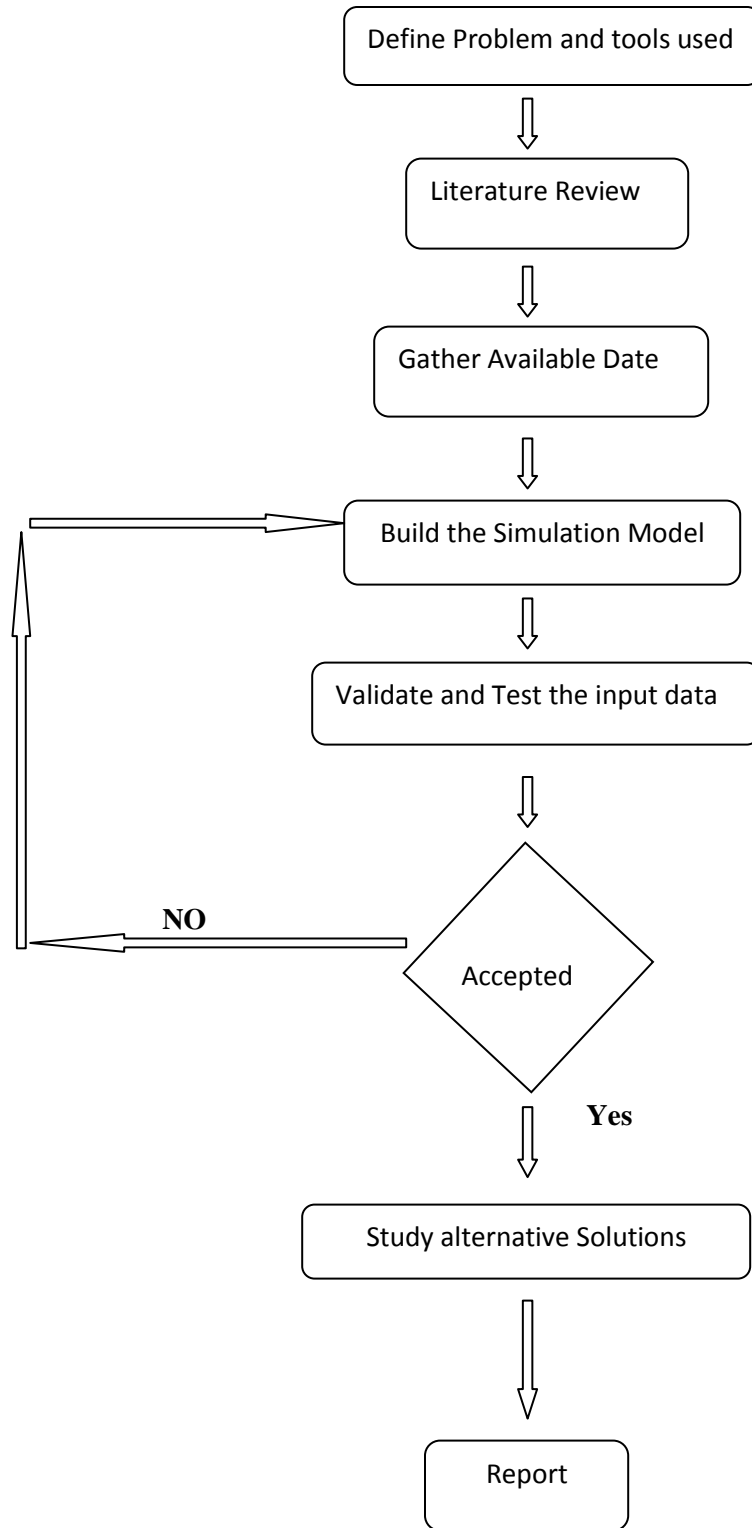 Define Problem and tools used
Literature Review
Gather Available Date
Build the Simulation Model
Validate and Test the input data
NO
Accepted
Yes
Study alternative Solutions
Report